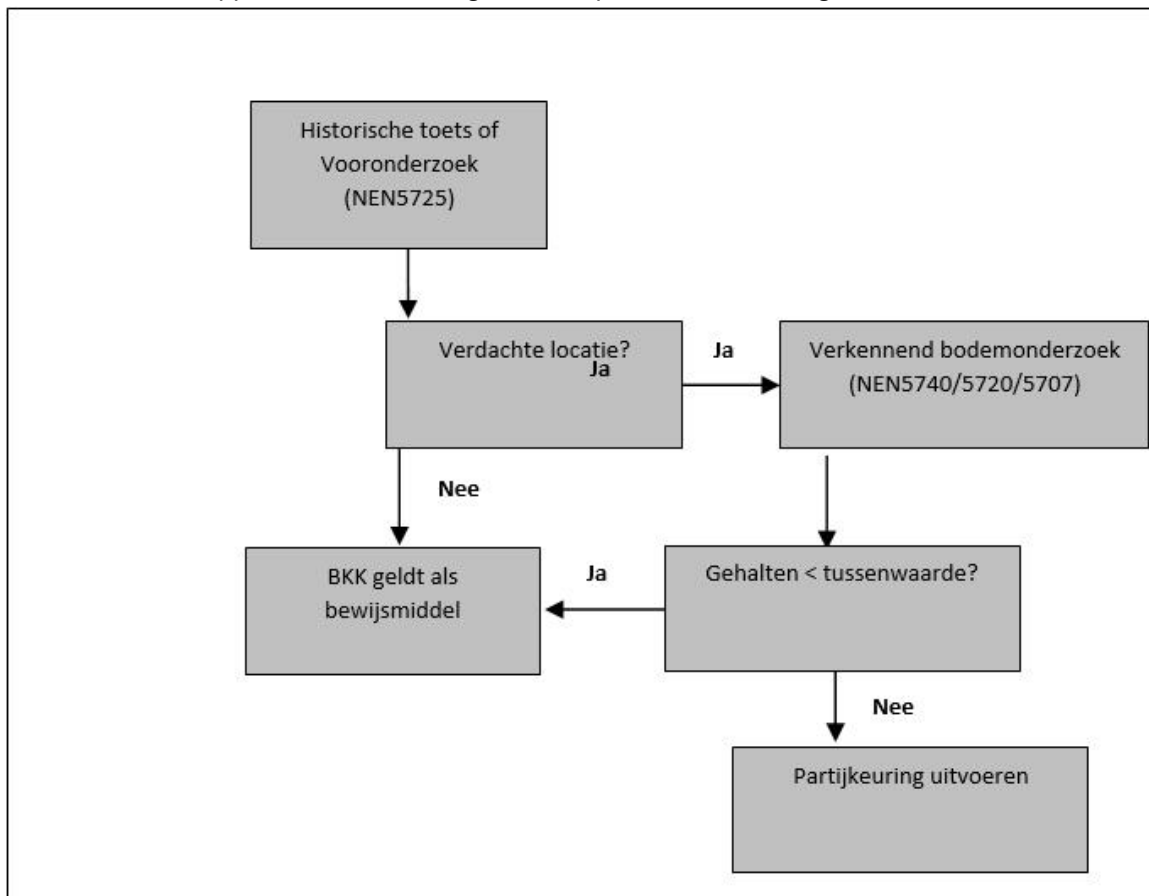 Historische toets of
Vooronderzoek
(NEN5725)
Verdachte locatie?
Ja
Ja
Verkennend bodemonderzoek
(NEN5740/5720/5707)
Nee
BKK geldt als
bewijsmiddel
Ja
Gehalten < tussenwaarde?
Nee
Partijkeuring uitvoeren